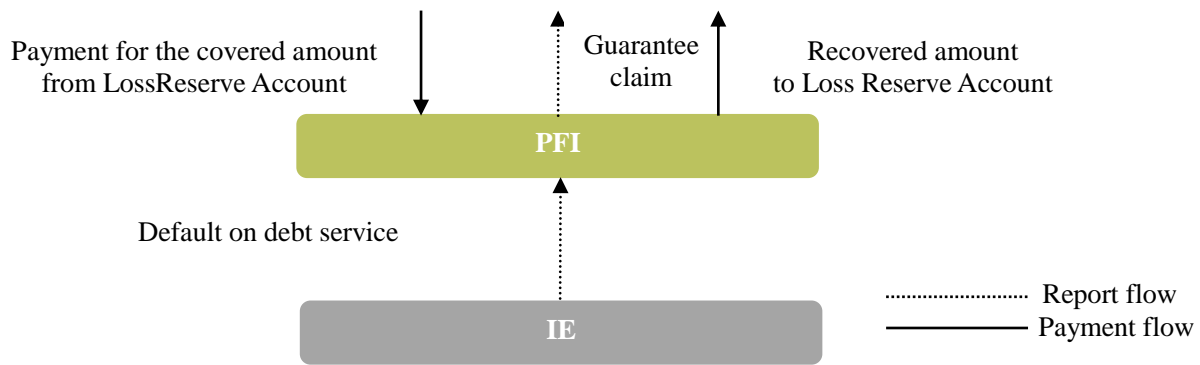 Payment for the covered amount
from LossReserve Account
Guarantee
claim
Recovered amount
to Loss Reserve Account
PFI
Default on debt service
IE
Report flow
Payment flow